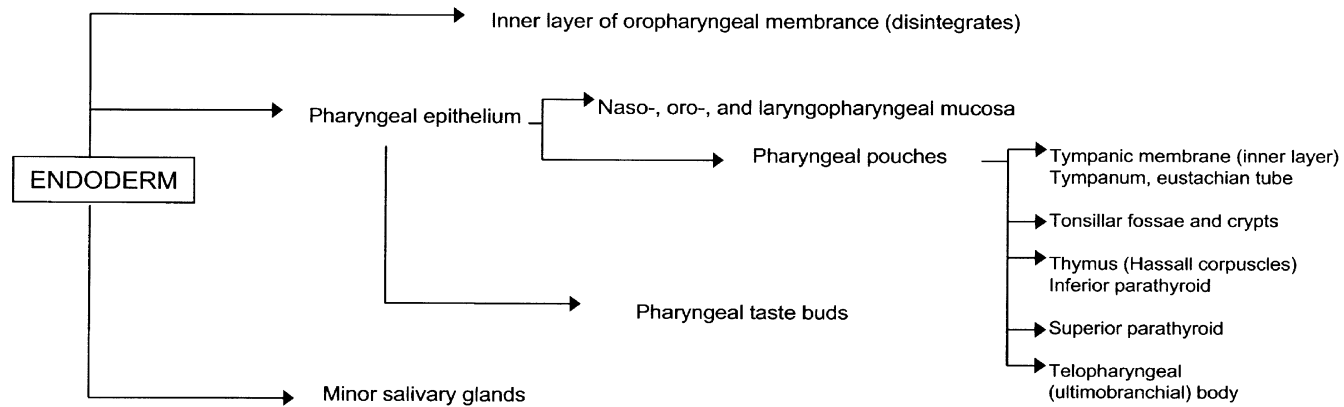 Inner layer of oropharyngeal membrance (disintegrates)
Pharyngeal epithelium
Naso-, oro-, and laryngopharyngeal mucosa
Pharyngeal pouches
Tympanic membrane (inner layer)
Tympanum, eustachian tube
ENDODERM
Tonsillar fossae and crypts
Thymus (Hassall corpuscles)
Inferior parathyroid
Pharyngeal taste buds
Superior parathyroid
Telopharyngeal
(ultimobranchial) body
Minor salivary glands